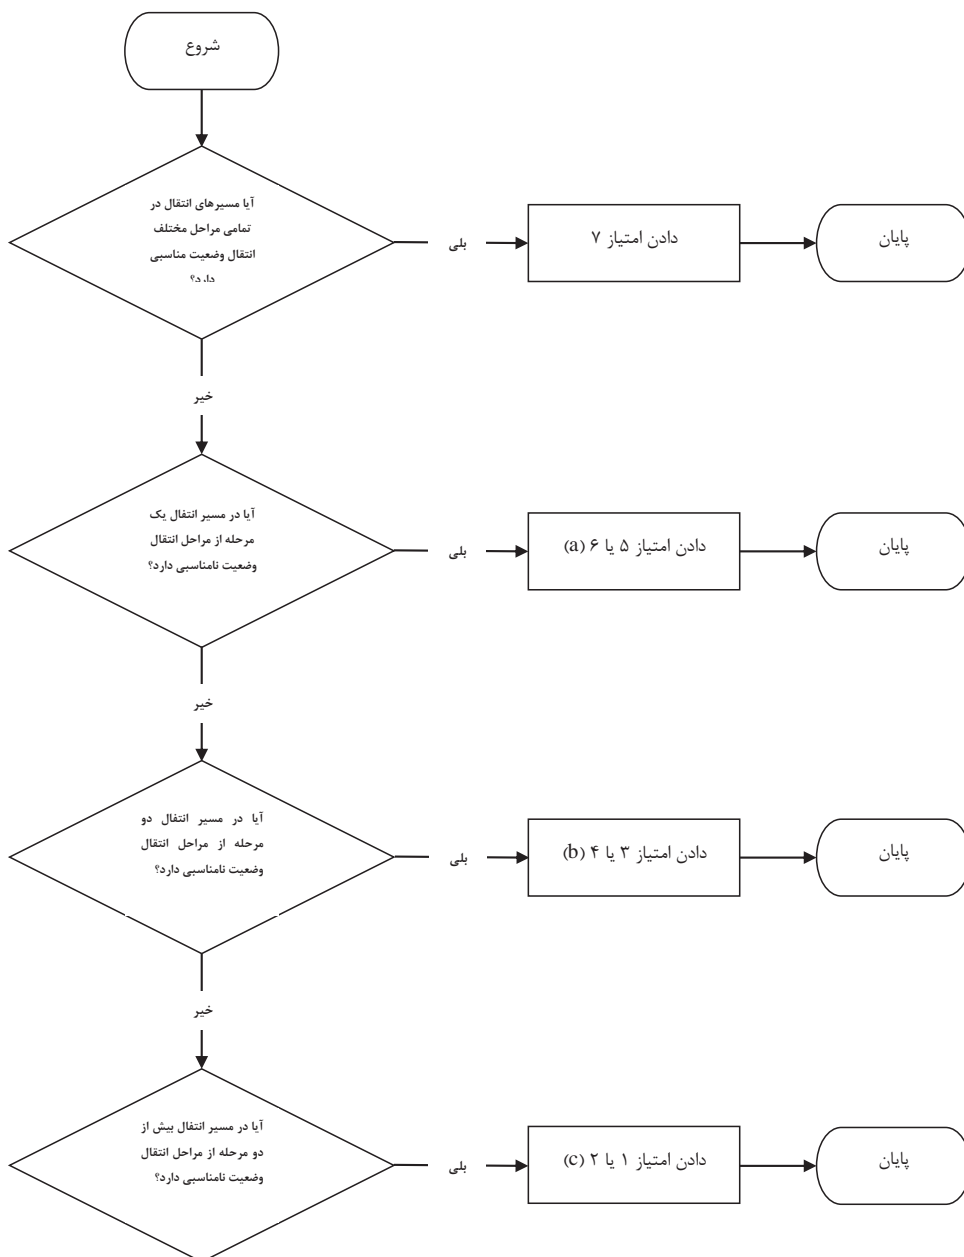 شروع
آیا مسیرهای انتقال در
تمامی مراحل مختلف
انتقال وضعیت مناسبی
دارد؟
بلی
دادن امتیاز ۷
پایان
خیر
آیا در مسیر انتقال یک
مرحله از مراحل انتقال
وضعیت نامناسبی دارد؟
بلی
دادن امتیاز ۵ یا ۶ (a)
پایان
خیر
آیا در مسیر انتقال دو
مرحله از مراحل انتقال
وضعیت نامناسبی دارد؟
بلی
دادن امتیاز ۳ یا ۴ (b)
پایان
خیر
آیا در مسیر انتقال بیش از
دو مرحله از مراحل انتقال
وضعیت نامناسبی دارد؟
بلی
دادن امتیاز ۱ یا ۲ (c)
پایان